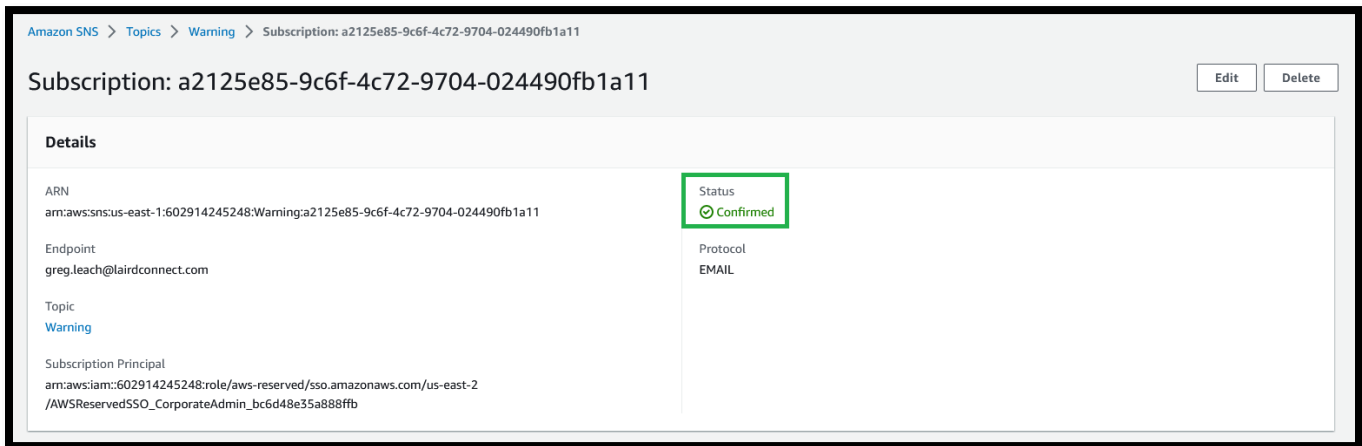 Amazon SNS > Topics > Warning > Subscription: a2125e85-9c6f-4c72-9704-024490fb1a11
Subscription: a2125e85-9c6f-4c72-9704-024490fb1a11
Edit
Delete
Details
ARN
arn:aws:sns:us-east-1:602914245248:Warning:a2125e85-9c6f-4c72-9704-024490fb1a11
Endpoint
greg.leach@lairdconnect.com
Topic
Warning
Subscription Principal
arn:aws:iam::602914245248:role/aws-reserved/sso.amazonaws.com/us-east-2
/AWSReservedSSO_CorporateAdmin_bc6d48e35a888ffb
Status
Confirmed
Protocol
EMAIL